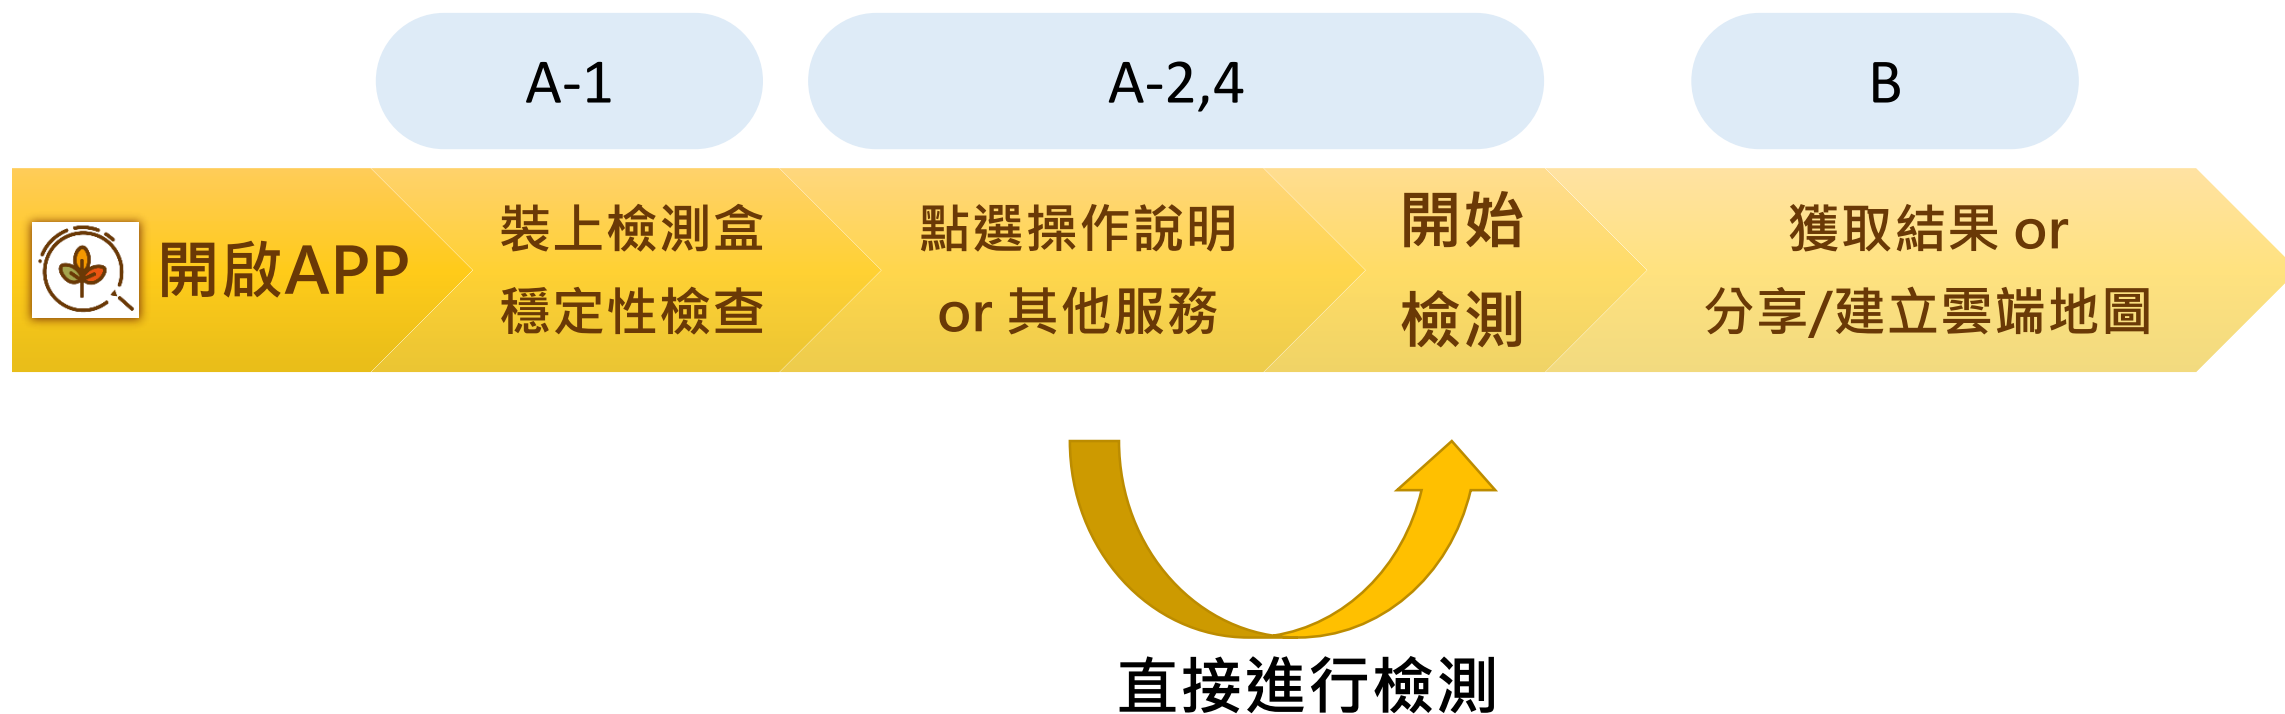 A-1
A-2,4
B
開啟APP
裝上檢測盒
穩定性檢查
點選操作說明
or 其他服務
開始
檢測
獲取結果 or
分享/建立雲端地圖
直接進行檢測